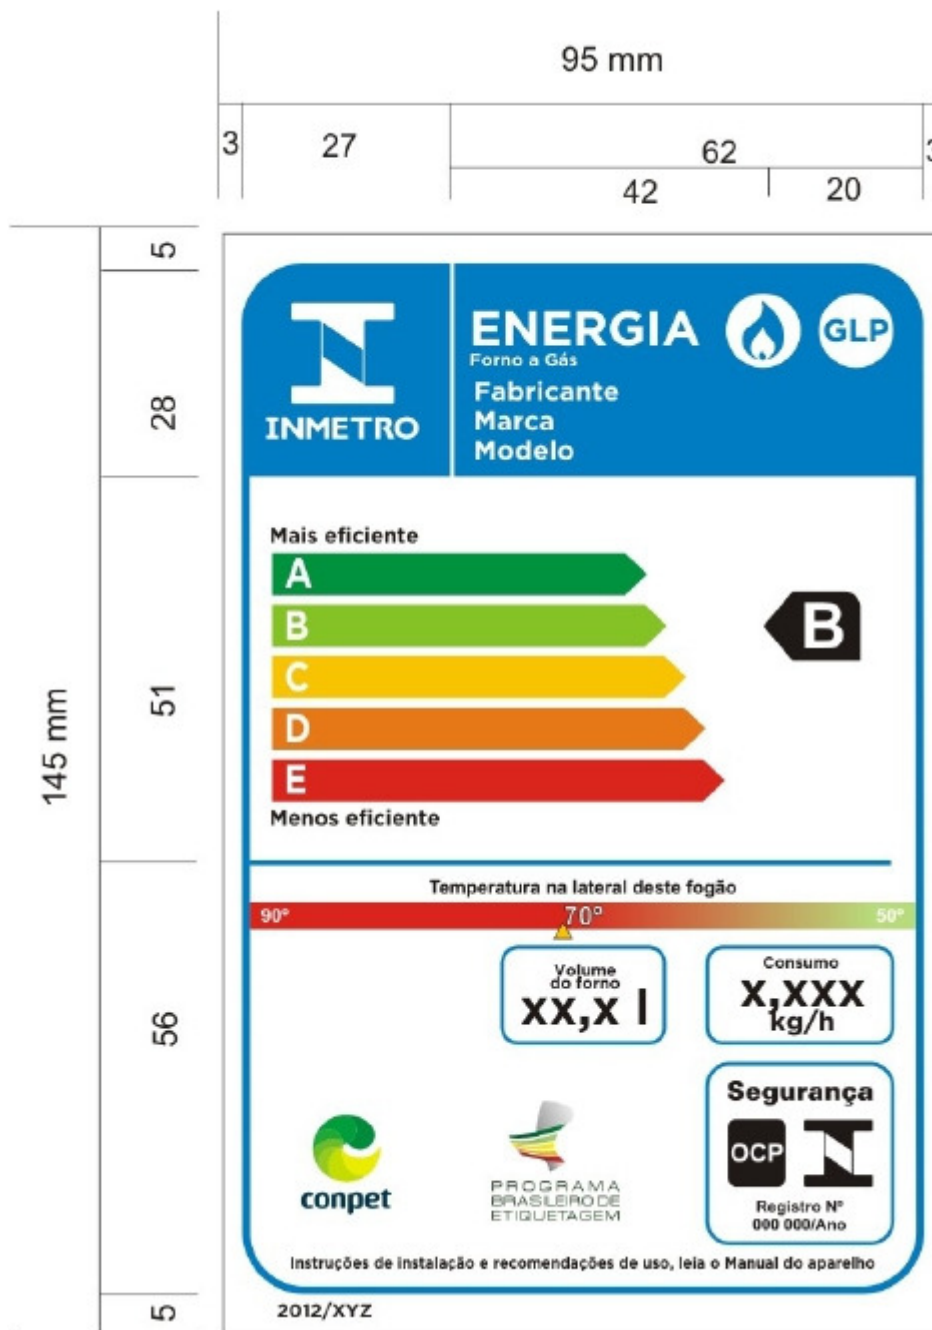 95 mm
3
27
62
3
42
20
5
28
51
145 mm
56
5
INMETRO
ENERGIA
GLP
Forno a Gás
Fabricante
Marca
Modelo
Mais eficiente
A
B
B
C
D
E
Menos eficiente
Temperatura na lateral deste fogão
90°
70°
50°
Volume
do forno
xx,x l
Consumo
x,xxx
kg/h
Segurança
OCP
Registro Nº
000 000/Ano
conpet
PROGRAMA
BRASILEIRO DE
ETIQUETAGEM
Instruções de instalação e recomendações de uso, leia o Manual do aparelho
2012/XYZ